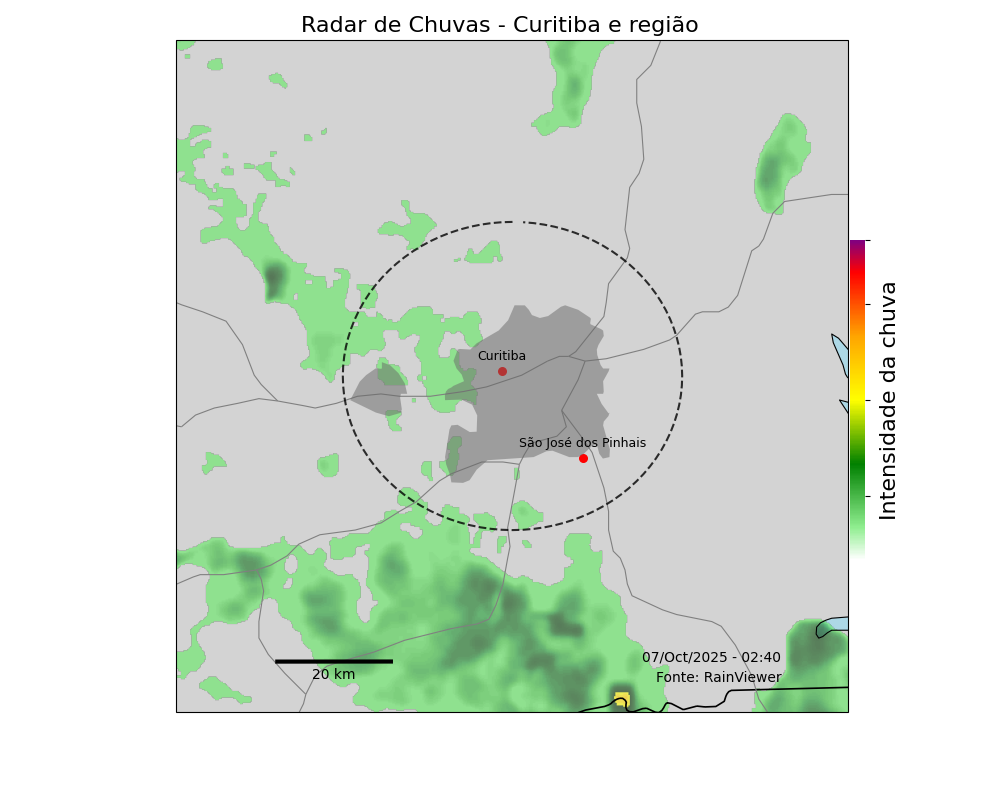 Radar de Chuvas - Curitiba e região
Curitiba
São José dos Pinhais
Intensidade da chuva
07/Oct/2025 - 02:40
Fonte: RainViewer
20 km